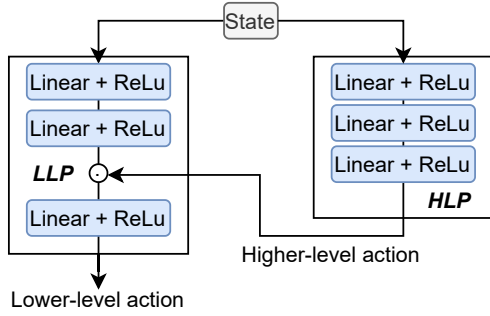 State
Linear + ReLu
Linear + ReLu
LLP
Linear + ReLu
Lower-level action
Linear + ReLu
Linear + ReLu
Linear + ReLu
HLP
Higher-level action